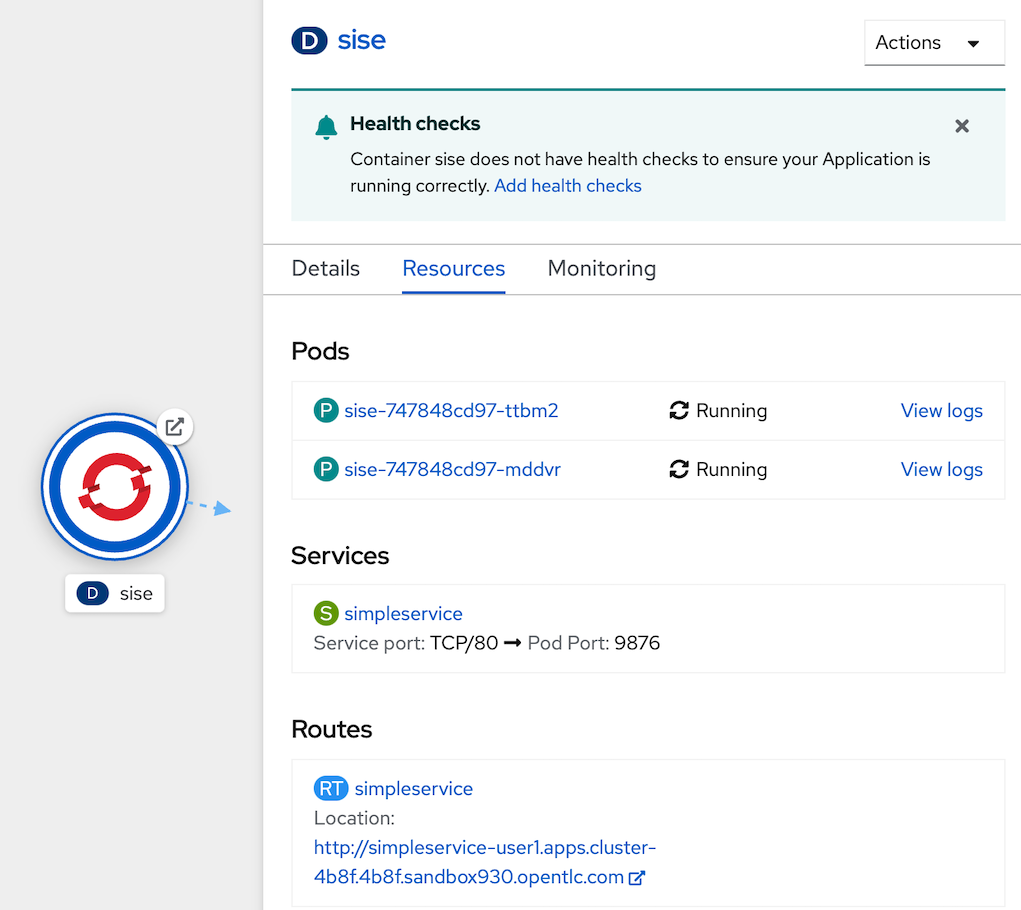 D sise
Actions
Health checks
Container sise does not have health checks to ensure your Application is
running correctly. Add health checks
Details Resources Monitoring
Pods
P sise-747848cd97-ttbm2 Running View logs
P sise-747848cd97-mddvr Running View logs
D sise
Services
S simpleservice
Service port: TCP/80 → Pod Port: 9876
Routes
RT simpleservice
Location:
http://simpleservice-user1.apps.cluster-
4b8f.4b8f.sandbox930.opentlc.com